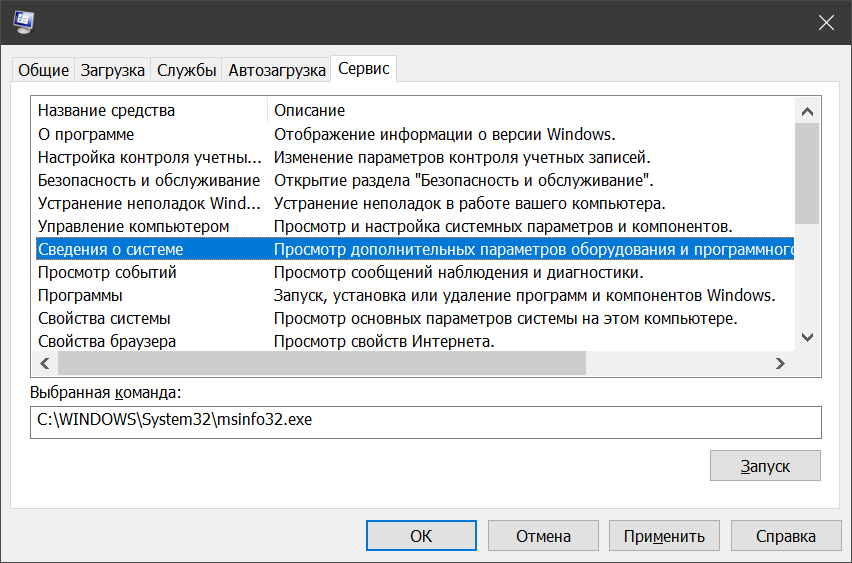 Общие Загрузка Службы Автозагрузка Сервис
Название средства Описание
О программе Отображение информации о версии Windows.
Настройка контроля учетны... Изменение параметров контроля учетных записей.
Безопасность и обслуживание Открытие раздела "Безопасность и обслуживание".
Устранение неполадок Wind... Устранение неполадок в работе вашего компьютера.
Управление компьютером Просмотр и настройка системных параметров и компонентов.
Сведения о системе Просмотр дополнительных параметров оборудования и программног
Просмотр событий Просмотр сообщений наблюдения и диагностики.
Программы Запуск, установка или удаление программ и компонентов Windows.
Свойства системы Просмотр основных параметров системы на этом компьютере.
Свойства браузера Просмотр свойств Интернета.
Выбранная команда:
C:\WINDOWS\System32\msinfo32.exe
Запуск
ОК Отмена Применить Справка